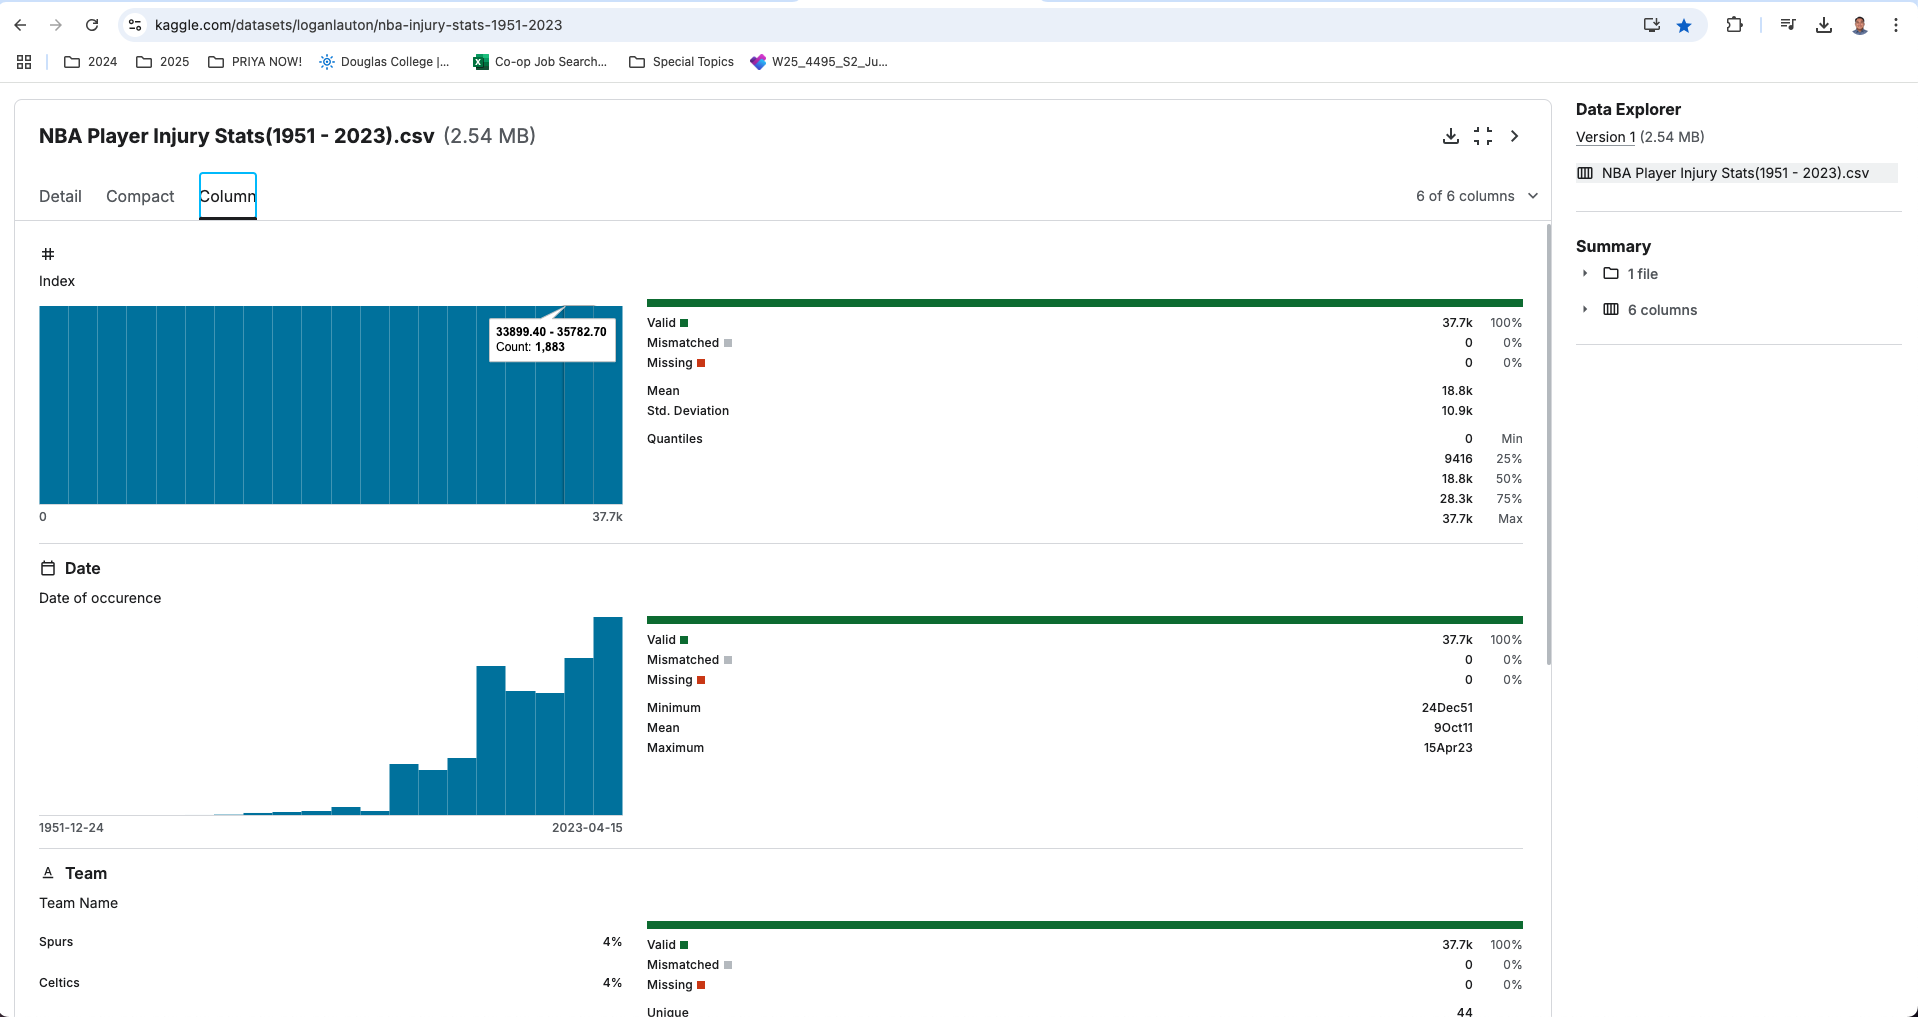 kaggle.com/datasets/loganlauton/nba-injury-stats-1951-2023
2024 2025 PRIYA NOW! Douglas College |... Co-op Job Search... Special Topics W25_4495_S2_Ju...
NBA Player Injury Stats(1951 - 2023).csv (2.54 MB)
Detail Compact Column
6 of 6 columns
#
Index
33899.40 - 35782.70
Count: 1,883
0 37.7k
Valid 37.7k 100%
Mismatched 0 0%
Missing 0 0%
Mean 18.8k
Std. Deviation 10.9k
Quantiles 0 Min
9416 25%
18.8k 50%
28.3k 75%
37.7k Max
Date
Date of occurence
1951-12-24 2023-04-15
Valid 37.7k 100%
Mismatched 0 0%
Missing 0 0%
Minimum 24Dec51
Mean 9Oct11
Maximum 15Apr23
A Team
Team Name
Spurs 4%
Celtics 4%
Valid 37.7k 100%
Mismatched 0 0%
Missing 0 0%
Unique 44
Data Explorer
Version 1 (2.54 MB)
NBA Player Injury Stats(1951 - 2023).csv
Summary
1 file
6 columns